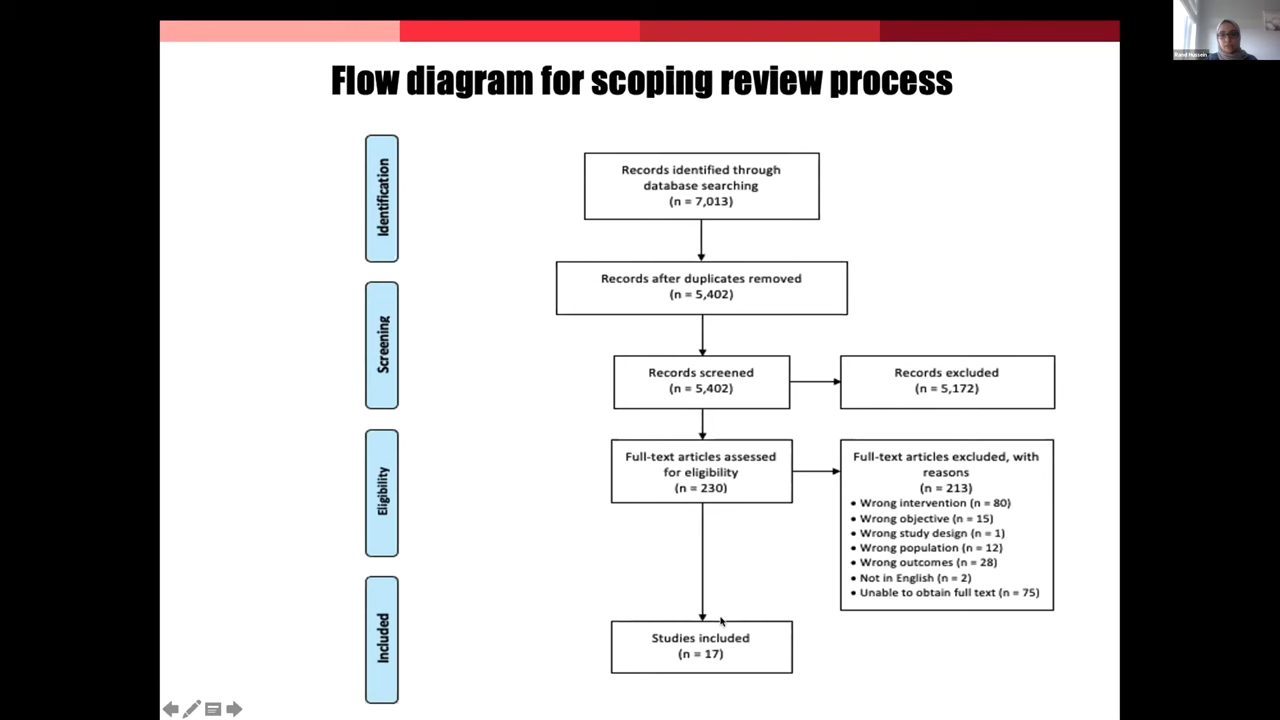 Flow diagram for scoping review process
Identification
Records identified through
database searching
(n = 7,013)
Records after duplicates removed
(n = 5,402)
Screening
Records screened
(n = 5,402)
Records excluded
(n = 5,172)
Eligibility
Full-text articles assessed
for eligibility
(n = 230)
Full-text articles excluded, with
reasons
(n = 213)
• Wrong intervention (n = 80)
• Wrong objective (n = 15)
• Wrong study design (n = 1)
• Wrong population (n = 12)
• Wrong outcomes (n = 28)
• Not in English (n = 2)
• Unable to obtain full text (n = 75)
Included
Studies included
(n = 17)
Rand Hussein